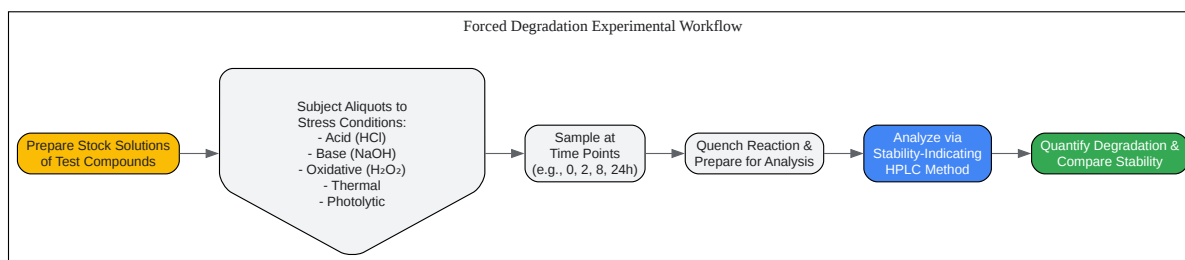 Forced Degradation Experimental Workflow
Prepare Stock Solutions
of Test Compounds
Subject Aliquots to
Stress Conditions:
- Acid (HCl)
- Base (NaOH)
- Oxidative (H₂O₂)
- Thermal
- Photolytic
Sample at
Time Points
(e.g., 0, 2, 8, 24h)
Quench Reaction &
Prepare for Analysis
Analyze via
Stability-Indicating
HPLC Method
Quantify Degradation &
Compare Stability